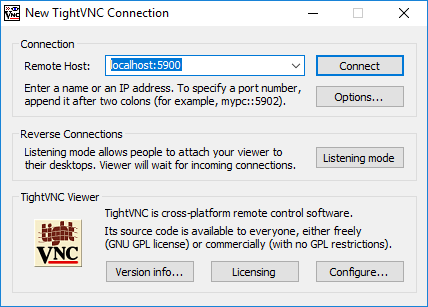 New TightVNC Connection
Connection
Remote Host: localhost:5900
Connect
Enter a name or an IP address. To specify a port number,
append it after two colons (for example, mypc::5902).
Options...
Reverse Connections
Listening mode allows people to attach your viewer to
their desktops. Viewer will wait for incoming connections.
Listening mode
TightVNC Viewer
tight
VNC
TightVNC is cross-platform remote control software.
Its source code is available to everyone, either freely
(GNU GPL license) or commercially (with no GPL restrictions).
Version info...
Licensing
Configure...